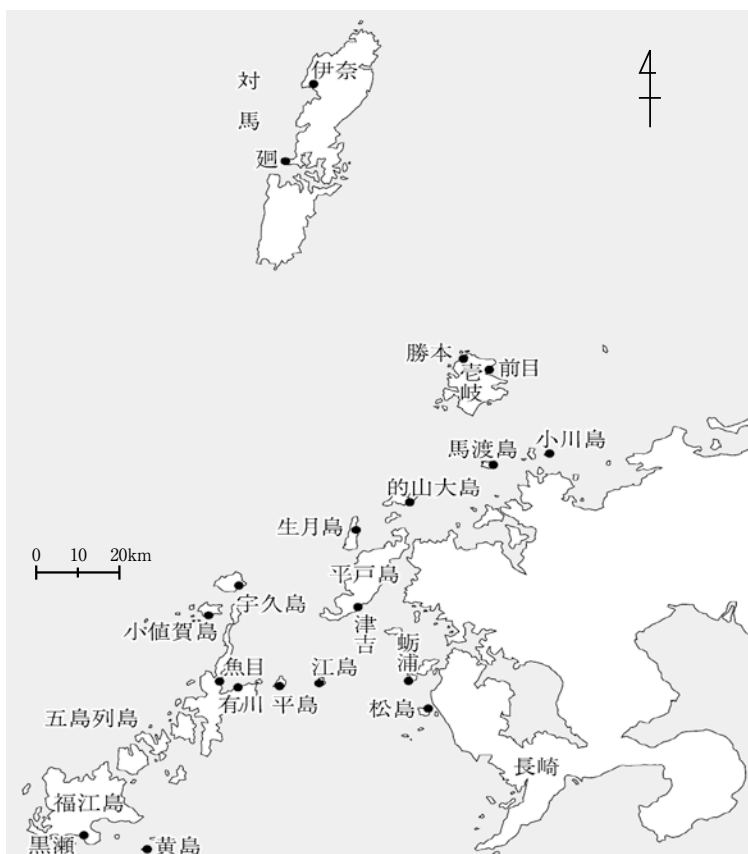 伊奈
対馬
廻
勝本
壱岐
前目
小川島
馬渡島
的山大島
生月島
0 10 20km
平戸島
宇久島
小値賀島
津吉
蛎浦
魚目
江島
有川
平島
松島
五島列島
長崎
福江島
黒瀬
黄島